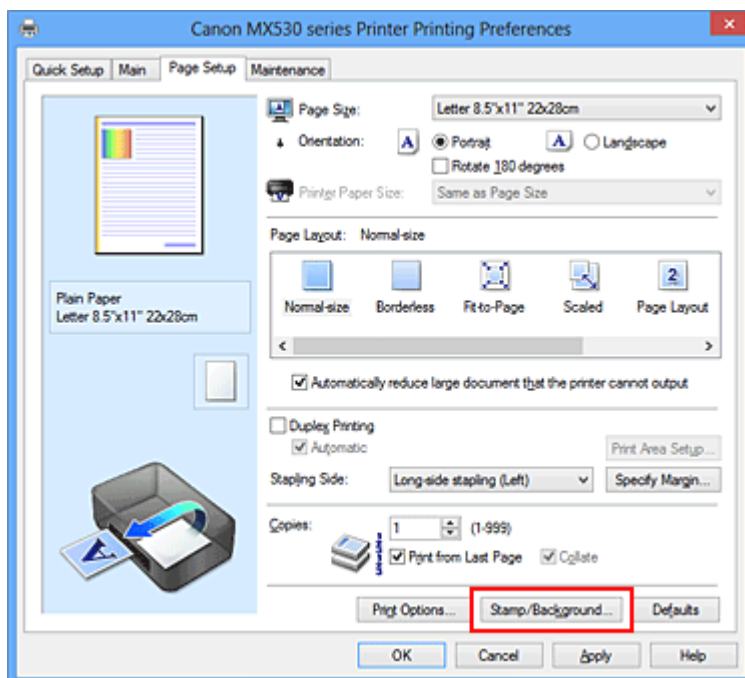 Canon MX530 series Printer Printing Preferences
Quick Setup Main Page Setup Maintenance
Page Size: Letter 8.5"x11" 22x28cm
Orientation: A Portrait A Landscape
Rotate 180 degrees
Printer Paper Size: Same as Page Size
Page Layout: Normal-size
Normal-size Borderless Fit-to-Page Scaled Page Layout
Plain Paper
Letter 8.5"x11" 22x28cm
Automatically reduce large document that the printer cannot output
Duplex Printing
Automatic Print Area Setup...
Stapling Side: Long-side stapling (Left) Specify Margin...
Copies: 1 (1-999)
Print from Last Page Collate
Print Options... Stamp/Background... Defaults
OK Cancel Apply Help